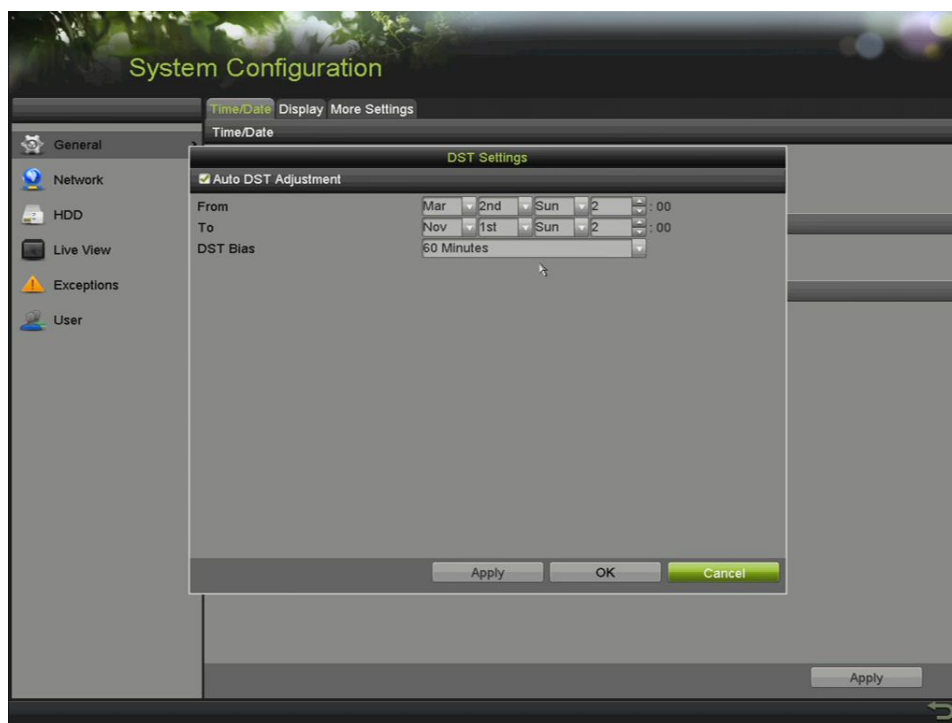 System Configuration
Time/Date Display More Settings
Time/Date
General
Network
HDD
Live View
Exceptions
User
DST Settings
Auto DST Adjustment
From Mar 2nd Sun 2 : 00
To Nov 1st Sun 2 : 00
DST Bias 60 Minutes
Apply OK Cancel
Apply